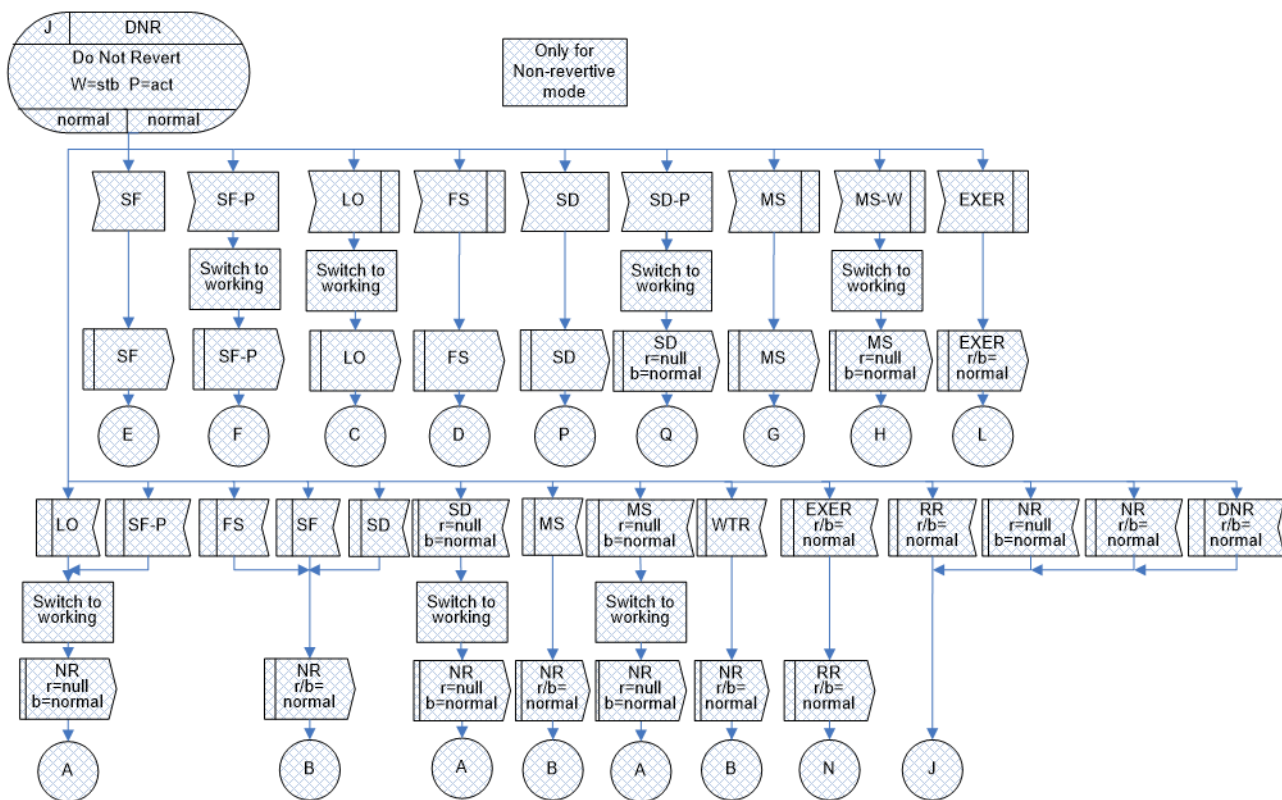 J DNR
Do Not Revert
W=stb P=act
normal normal
Only for
Non-revertive
mode
SF SF-P LO FS SD SD-P MS MS-W EXER
Switch to
working
Switch to
working
Switch to
working
Switch to
working
SF
SF-P
LO
FS
SD
SD
r=null
b=normal
MS
MS
r=null
b=normal
EXER
r/b=
normal
E F C D P Q G H L
LO
SF-P
FS
SF
SD
SD
r=null
b=normal
MS
MS
r=null
b=normal
WTR
EXER
r/b=
normal
RR
r/b=
normal
NR
r=null
b=normal
NR
r/b=
normal
DNR
r/b=
normal
Switch to
working
Switch to
working
Switch to
working
NR
r=null
b=normal
NR
r/b=
normal
NR
r=null
b=normal
NR
r/b=
normal
NR
r=null
b=normal
NR
r/b=
normal
RR
r/b=
normal
A B A B A B N J